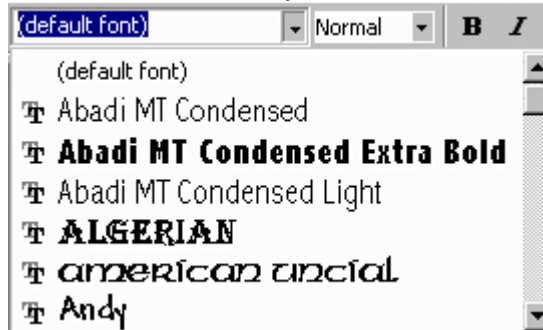 (default font) Normal B I
(default font)
Abadi MT Condensed
Abadi MT Condensed Extra Bold
Abadi MT Condensed Light
ALGERIAN
american uncial
Andy